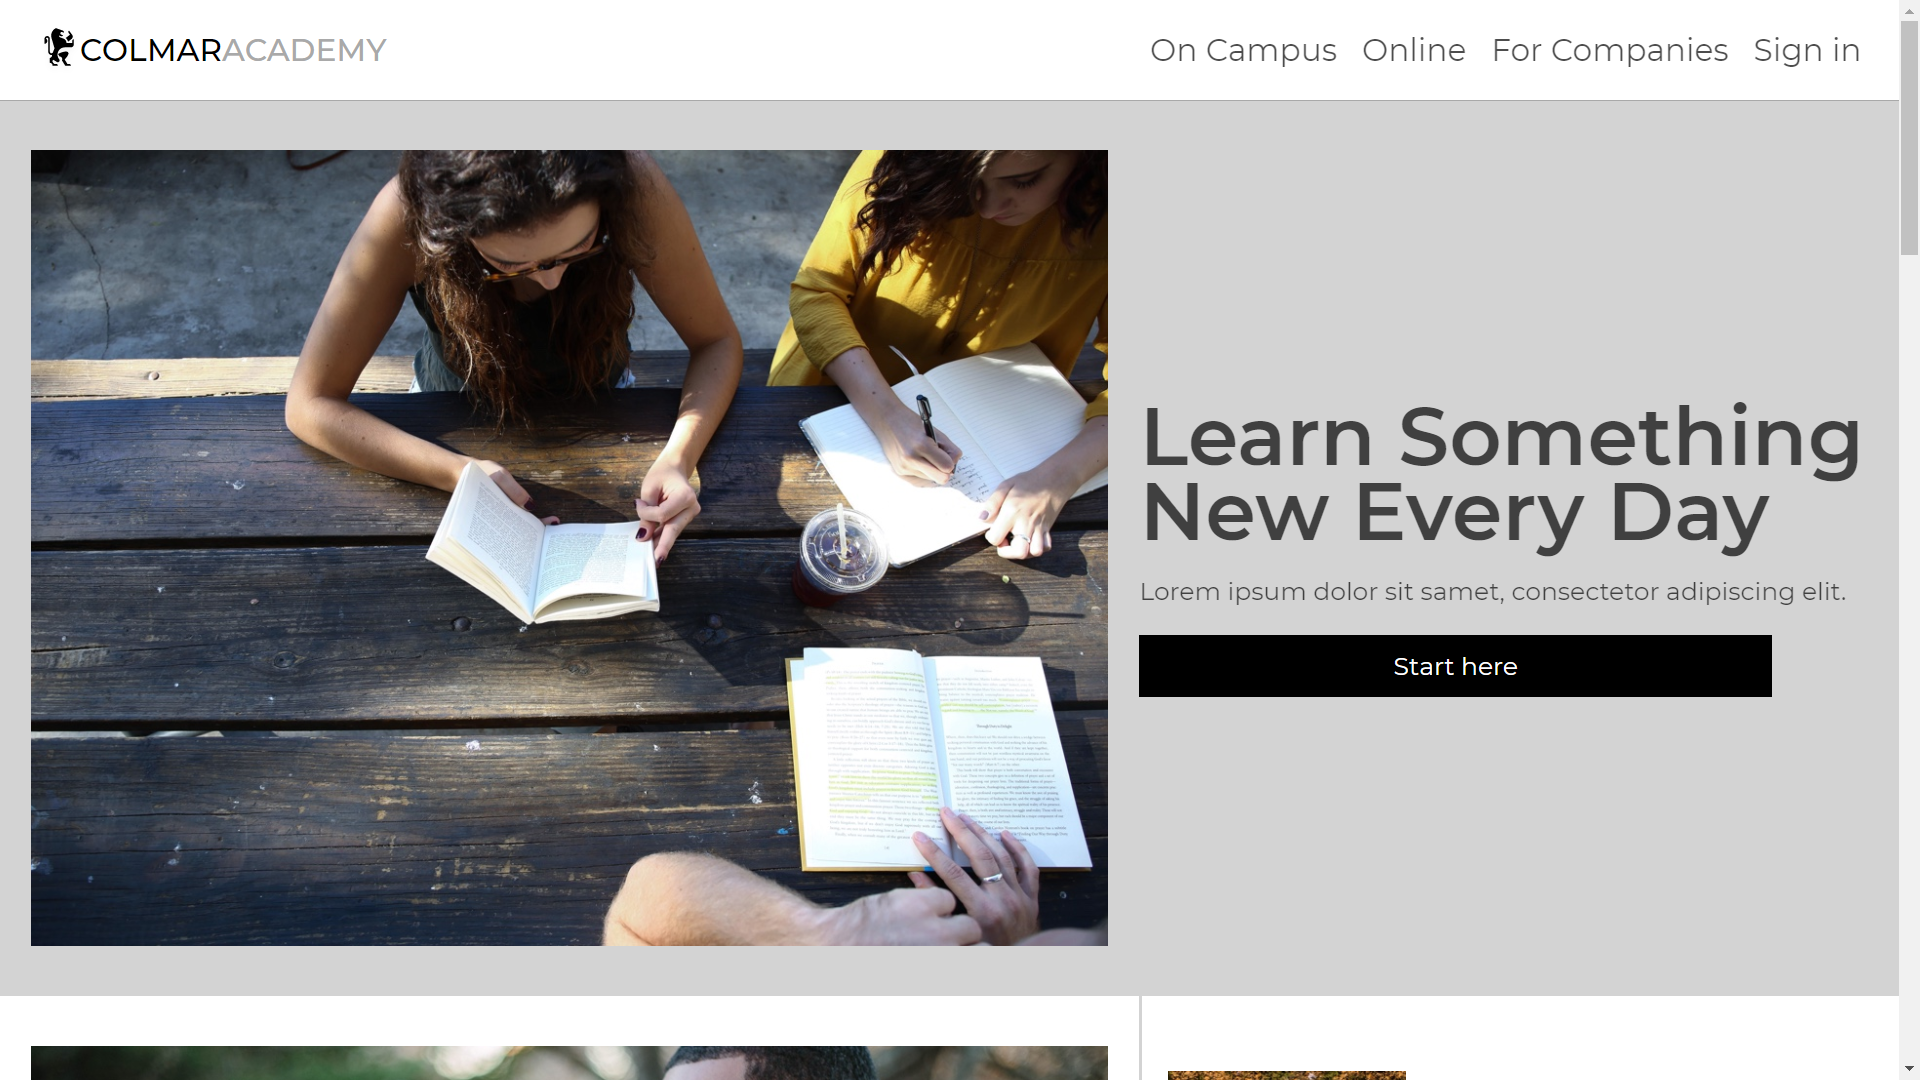 COLMARACADEMY
On Campus Online For Companies Sign in
Learn Something
New Every Day
Lorem ipsum dolor sit samet, consectetor adipiscing elit.
Start here